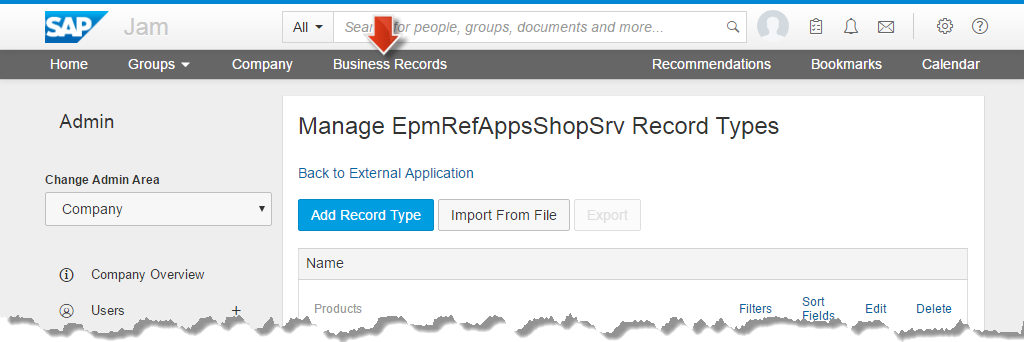 SAP Jam All Search for people, groups, documents and more...
Home Groups Company Business Records Recommendations Bookmarks Calendar
Admin
Manage EpmRefAppsShopSrv Record Types
Back to External Application
Change Admin Area
Company
Add Record Type Import From File Export
Name
Company Overview
Users +
Products Filters Sort Fields Edit Delete